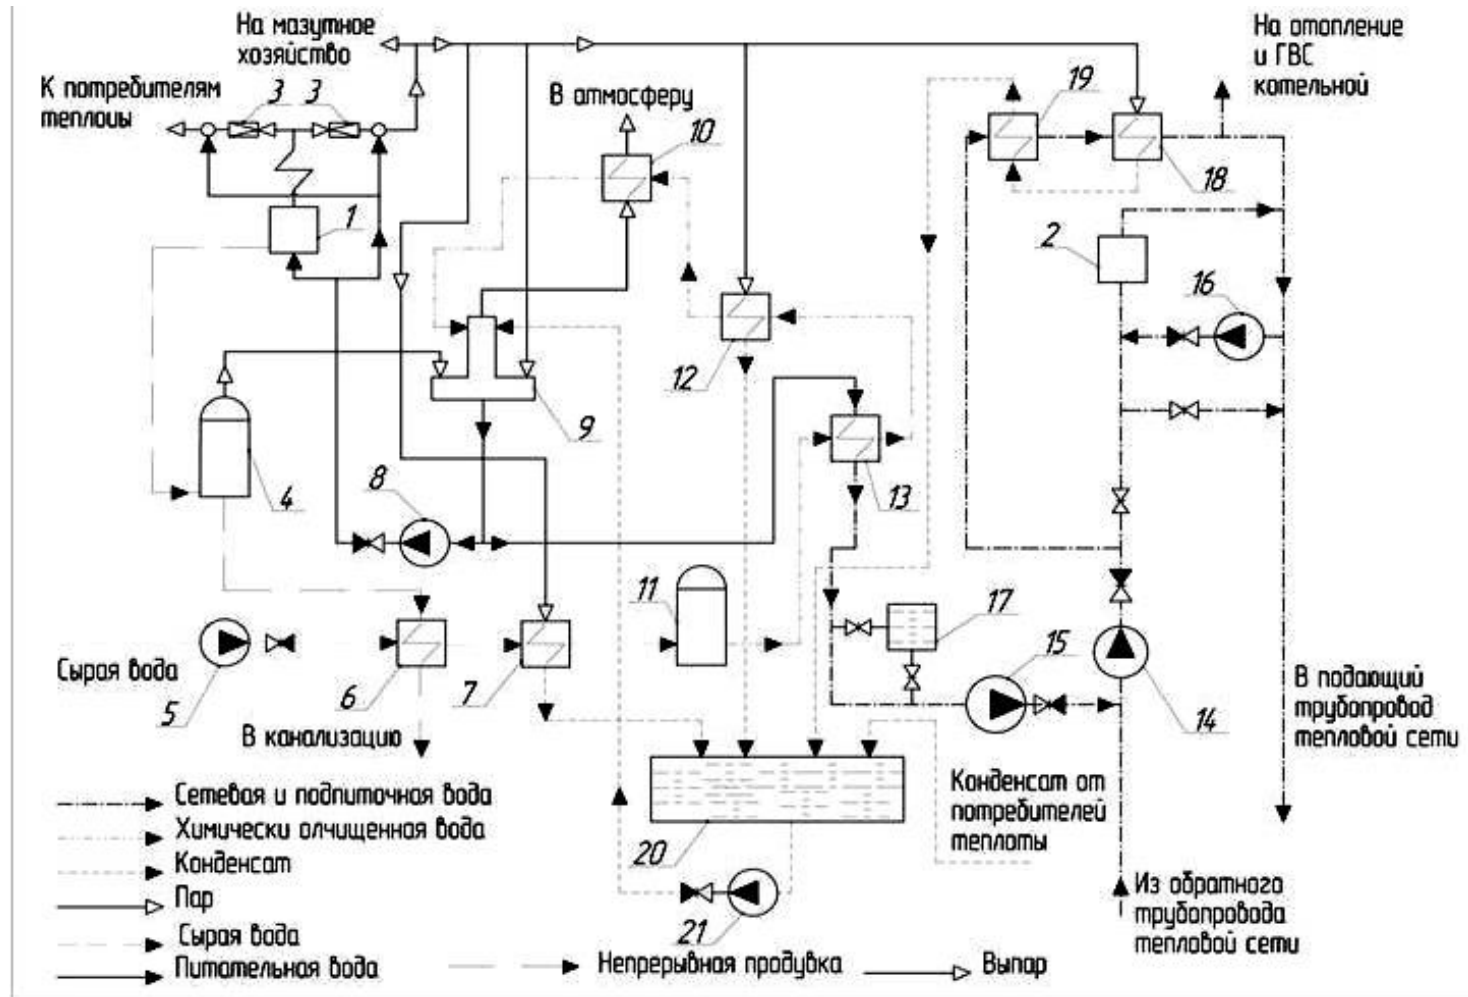 На мазутное
хозяйство
На отопление
и ГВС
котельной
К потребителям
теплоиы
3
3
В атмосферу
10
19
18
1
2
16
12
9
4
8
13
11
17
15
Сырая вода
5
6
7
14
В подающий
трубопровод
тепловой сети
В канализацию
Сетевая и подпиточная вода
Химически олчищенная вода
Конденсат
Пар
Сырая вода
Питательная вода
20
21
Конденсат от
потребителей
теплоты
Из обратного
трубопровода
тепловой сети
Непрерывная продувка
Выпар